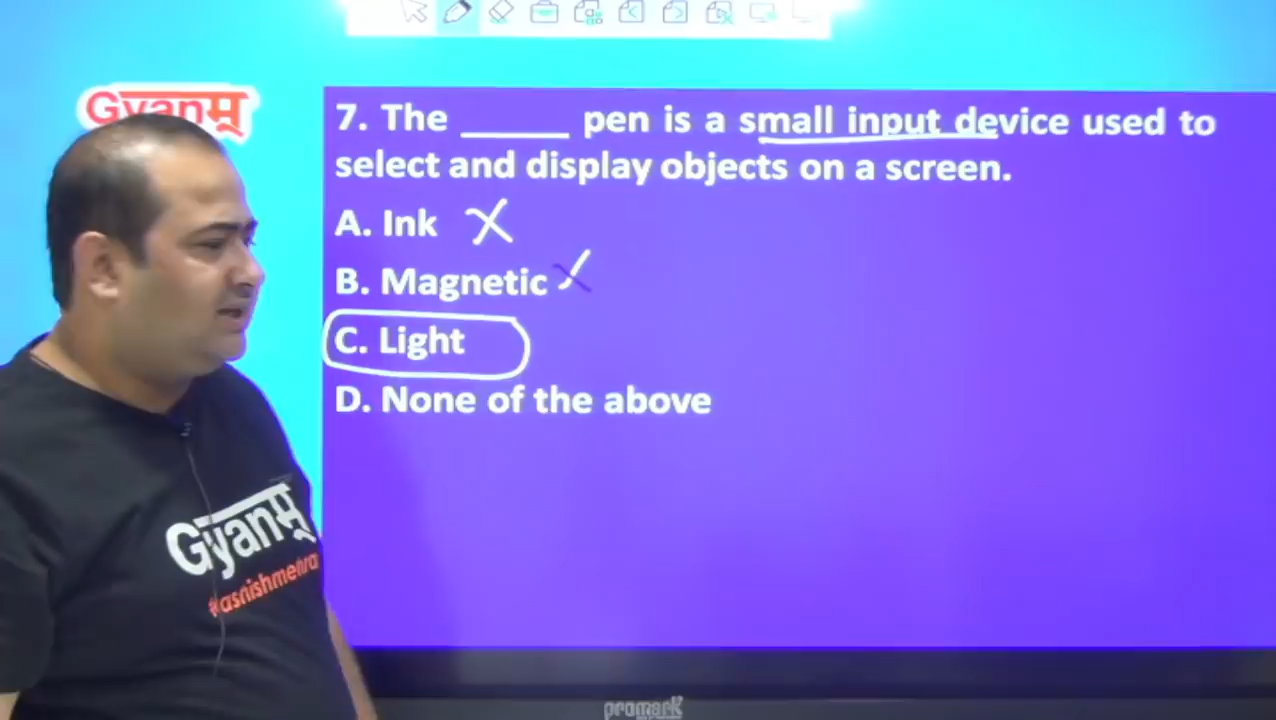 Gyanम्
7. The ______ pen is a small input device used to
select and display objects on a screen.
A. Ink
B. Magnetic
C. Light
D. None of the above
Gyanम्
promark